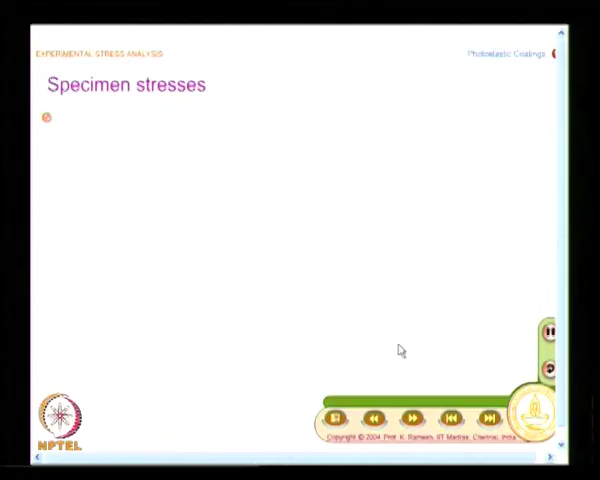 EXPERIMENTAL STRESS ANALYSIS
Photoelastic Coatings
Specimen stresses
NPTEL
Copyright © 2004 Prof. K. Ramesh, IIT Madras, Chennai, India